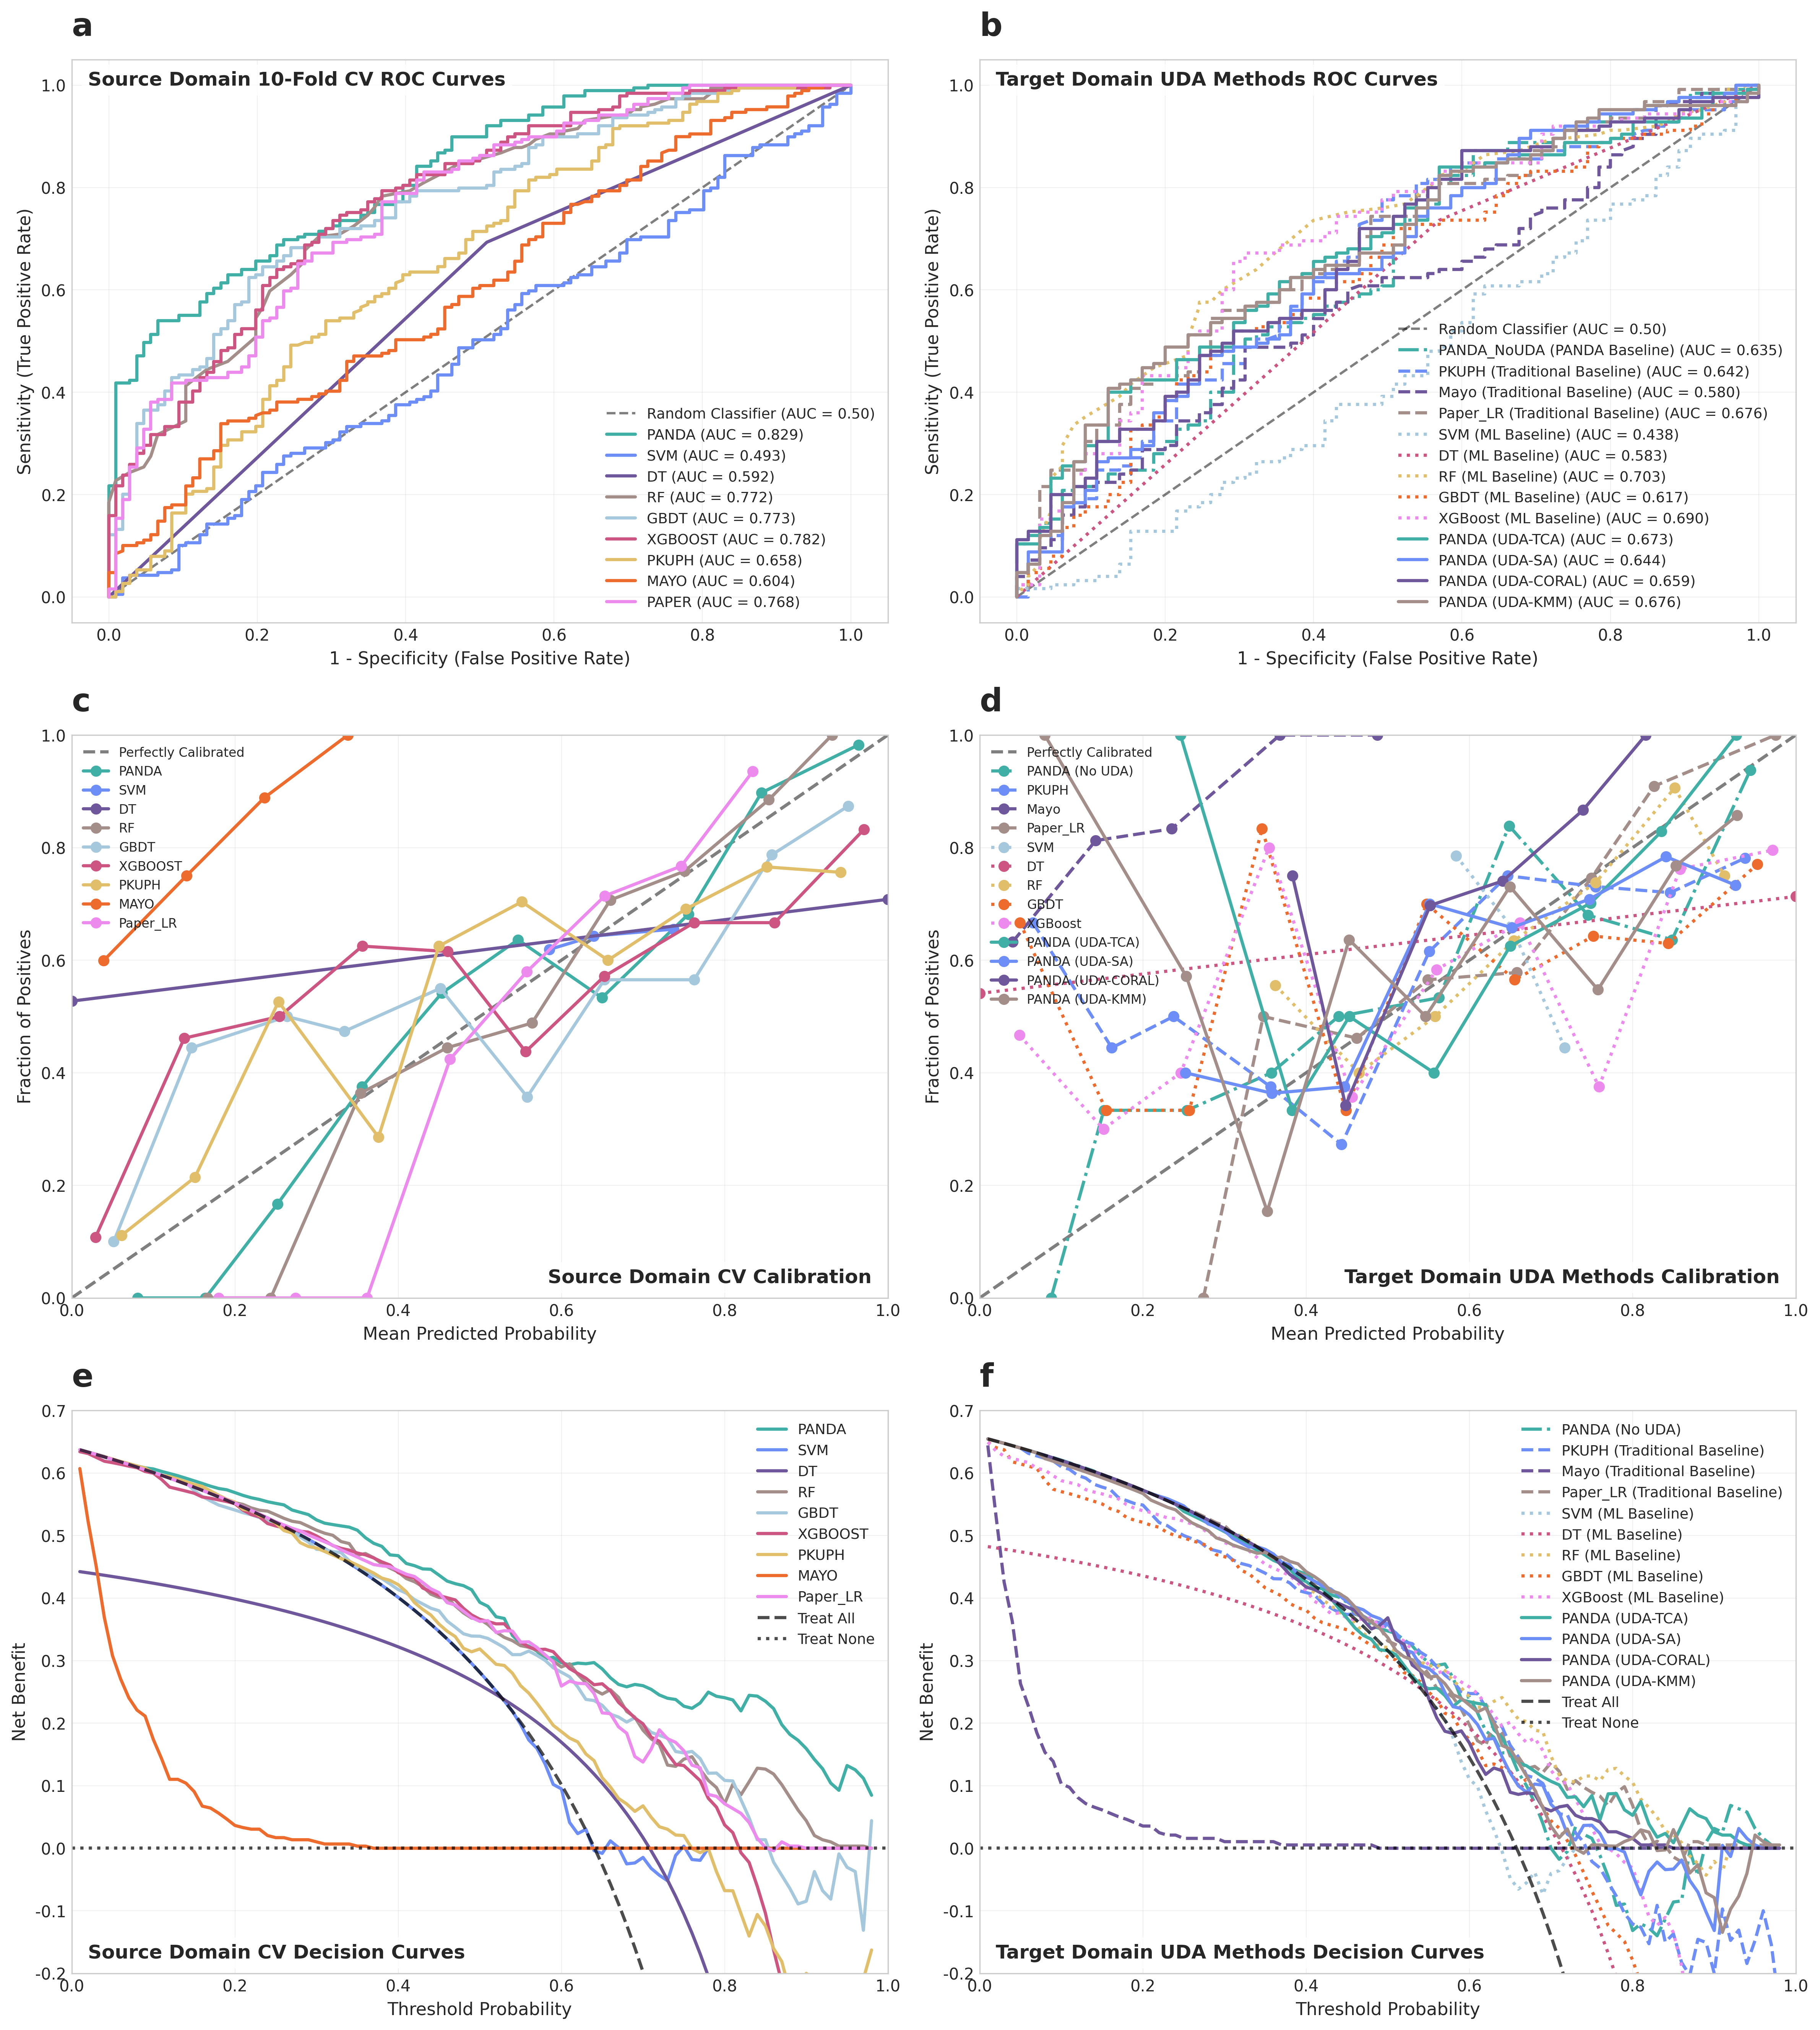 a
Source Domain 10-Fold CV ROC Curves
1.0
0.8
0.6
0.4
0.2
0.0
Sensitivity (True Positive Rate)
Random Classifier (AUC = 0.50)
PANDA (AUC = 0.829)
SVM (AUC = 0.493)
DT (AUC = 0.592)
RF (AUC = 0.772)
GBDT (AUC = 0.773)
XGBOOST (AUC = 0.782)
PKUPH (AUC = 0.658)
MAYO (AUC = 0.604)
PAPER (AUC = 0.768)
0.0 0.2 0.4 0.6 0.8 1.0
1 - Specificity (False Positive Rate)
b
Target Domain UDA Methods ROC Curves
1.0
0.8
0.6
0.4
0.2
0.0
Sensitivity (True Positive Rate)
Random Classifier (AUC = 0.50)
PANDA_NoUDA (PANDA Baseline) (AUC = 0.635)
PKUPH (Traditional Baseline) (AUC = 0.642)
Mayo (Traditional Baseline) (AUC = 0.580)
Paper_LR (Traditional Baseline) (AUC = 0.676)
SVM (ML Baseline) (AUC = 0.438)
DT (ML Baseline) (AUC = 0.583)
RF (ML Baseline) (AUC = 0.703)
GBDT (ML Baseline) (AUC = 0.617)
XGBoost (ML Baseline) (AUC = 0.690)
PANDA (UDA-TCA) (AUC = 0.673)
PANDA (UDA-SA) (AUC = 0.644)
PANDA (UDA-CORAL) (AUC = 0.659)
PANDA (UDA-KMM) (AUC = 0.676)
0.0 0.2 0.4 0.6 0.8 1.0
1 - Specificity (False Positive Rate)
c
1.0
0.8
0.6
0.4
0.2
0.0
Fraction of Positives
Perfectly Calibrated
PANDA
SVM
DT
RF
GBDT
XGBOOST
PKUPH
MAYO
Paper_LR
Source Domain CV Calibration
0.0 0.2 0.4 0.6 0.8 1.0
Mean Predicted Probability
d
1.0
0.8
0.6
0.4
0.2
0.0
Fraction of Positives
Perfectly Calibrated
PANDA (No UDA)
PKUPH
Mayo
Paper_LR
SVM
DT
RF
GBDT
XGBoost
PANDA (UDA-TCA)
PANDA (UDA-SA)
PANDA (UDA-CORAL)
PANDA (UDA-KMM)
Target Domain UDA Methods Calibration
0.0 0.2 0.4 0.6 0.8 1.0
Mean Predicted Probability
e
0.7
0.6
0.5
0.4
0.3
0.2
0.1
0.0
-0.1
-0.2
Net Benefit
PANDA
SVM
DT
RF
GBDT
XGBOOST
PKUPH
MAYO
Paper_LR
Treat All
Treat None
Source Domain CV Decision Curves
0.0 0.2 0.4 0.6 0.8 1.0
Threshold Probability
f
0.7
0.6
0.5
0.4
0.3
0.2
0.1
0.0
-0.1
-0.2
Net Benefit
PANDA (No UDA)
PKUPH (Traditional Baseline)
Mayo (Traditional Baseline)
Paper_LR (Traditional Baseline)
SVM (ML Baseline)
DT (ML Baseline)
RF (ML Baseline)
GBDT (ML Baseline)
XGBoost (ML Baseline)
PANDA (UDA-TCA)
PANDA (UDA-SA)
PANDA (UDA-CORAL)
PANDA (UDA-KMM)
Treat All
Treat None
Target Domain UDA Methods Decision Curves
0.0 0.2 0.4 0.6 0.8 1.0
Threshold Probability